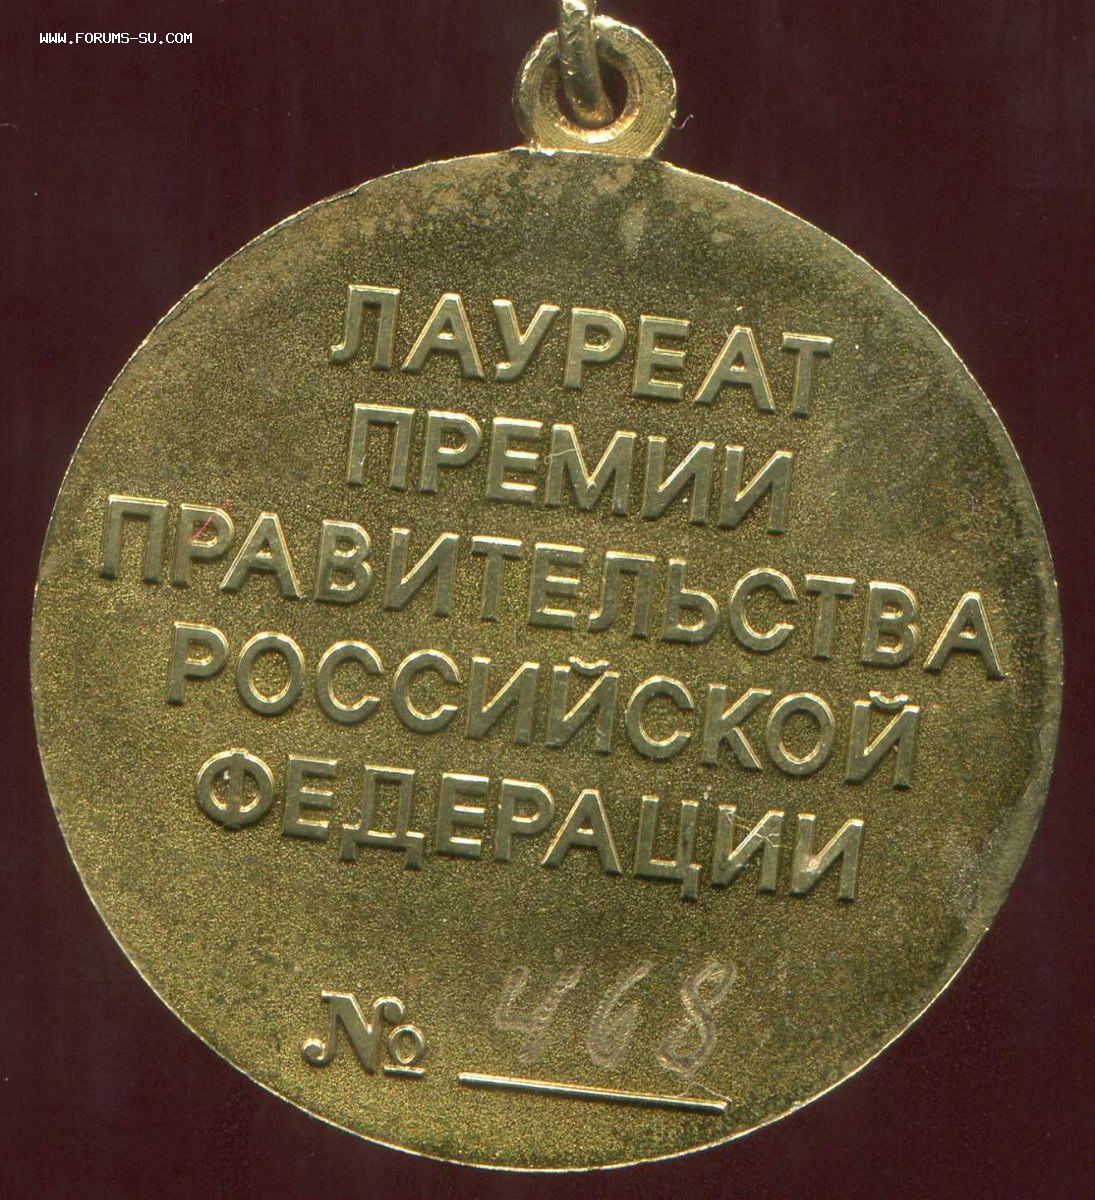 WWW.FORUMS-SU.COM
ЛАУРЕАТ
ПРЕМИИ
ПРАВИТЕЛЬСТВА
РОССИЙСКОЙ
ФЕДЕРАЦИИ
№ 468